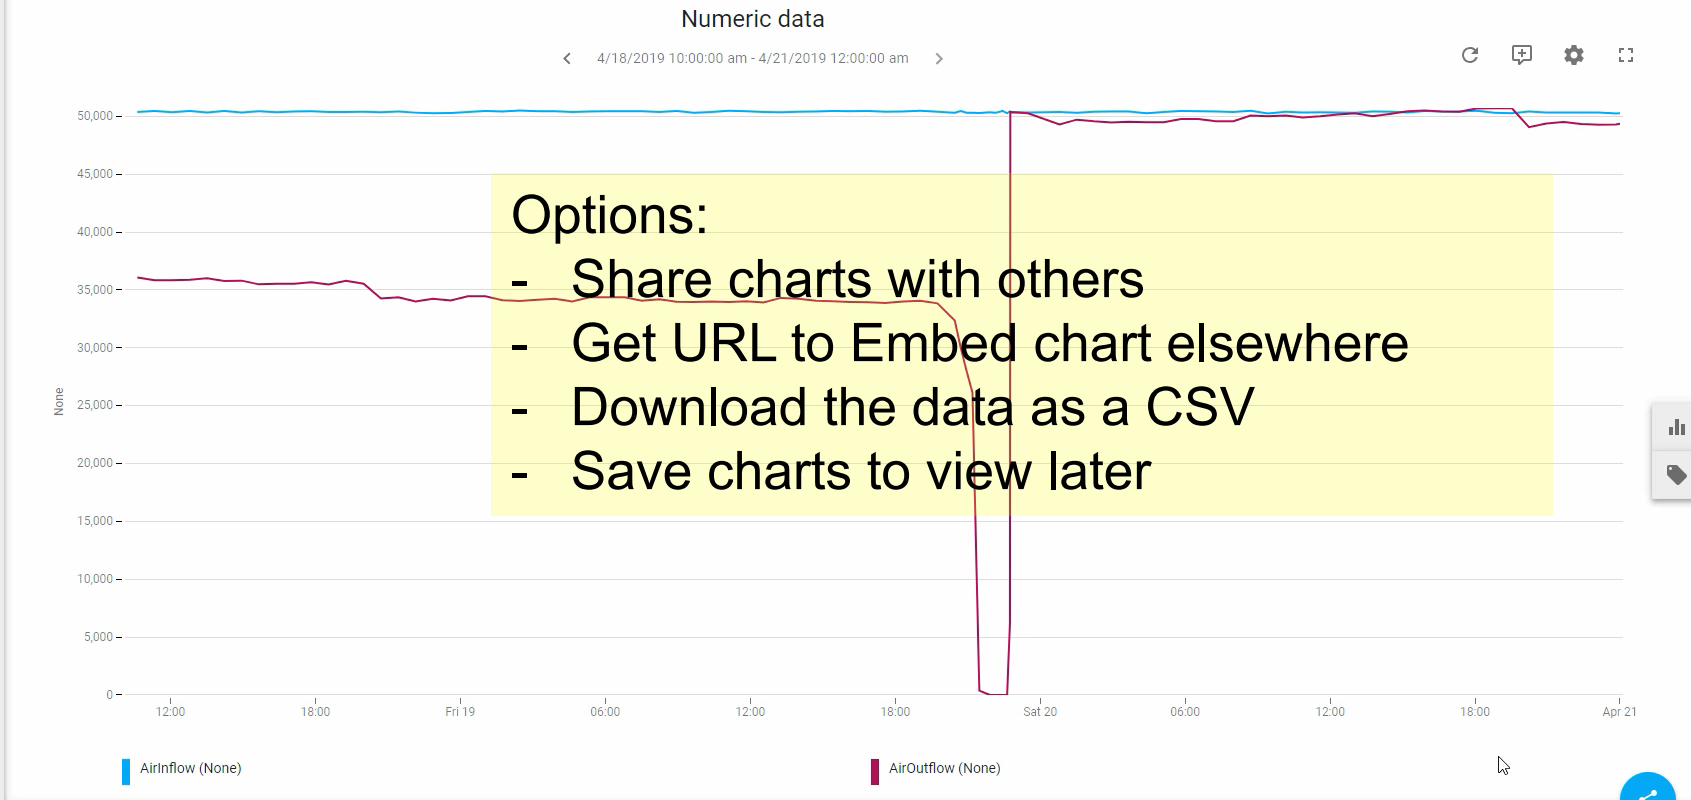 Numeric data
4/18/2019 10:00:00 am - 4/21/2019 12:00:00 am
50,000
45,000
40,000
35,000
30,000
25,000
20,000
15,000
10,000
5,000
0
None
Options:
- Share charts with others
- Get URL to Embed chart elsewhere
- Download the data as a CSV
- Save charts to view later
12:00 18:00 Fri 19 06:00 12:00 18:00 Sat 20 06:00 12:00 18:00 Apr 21
AirInflow (None) AirOutflow (None)